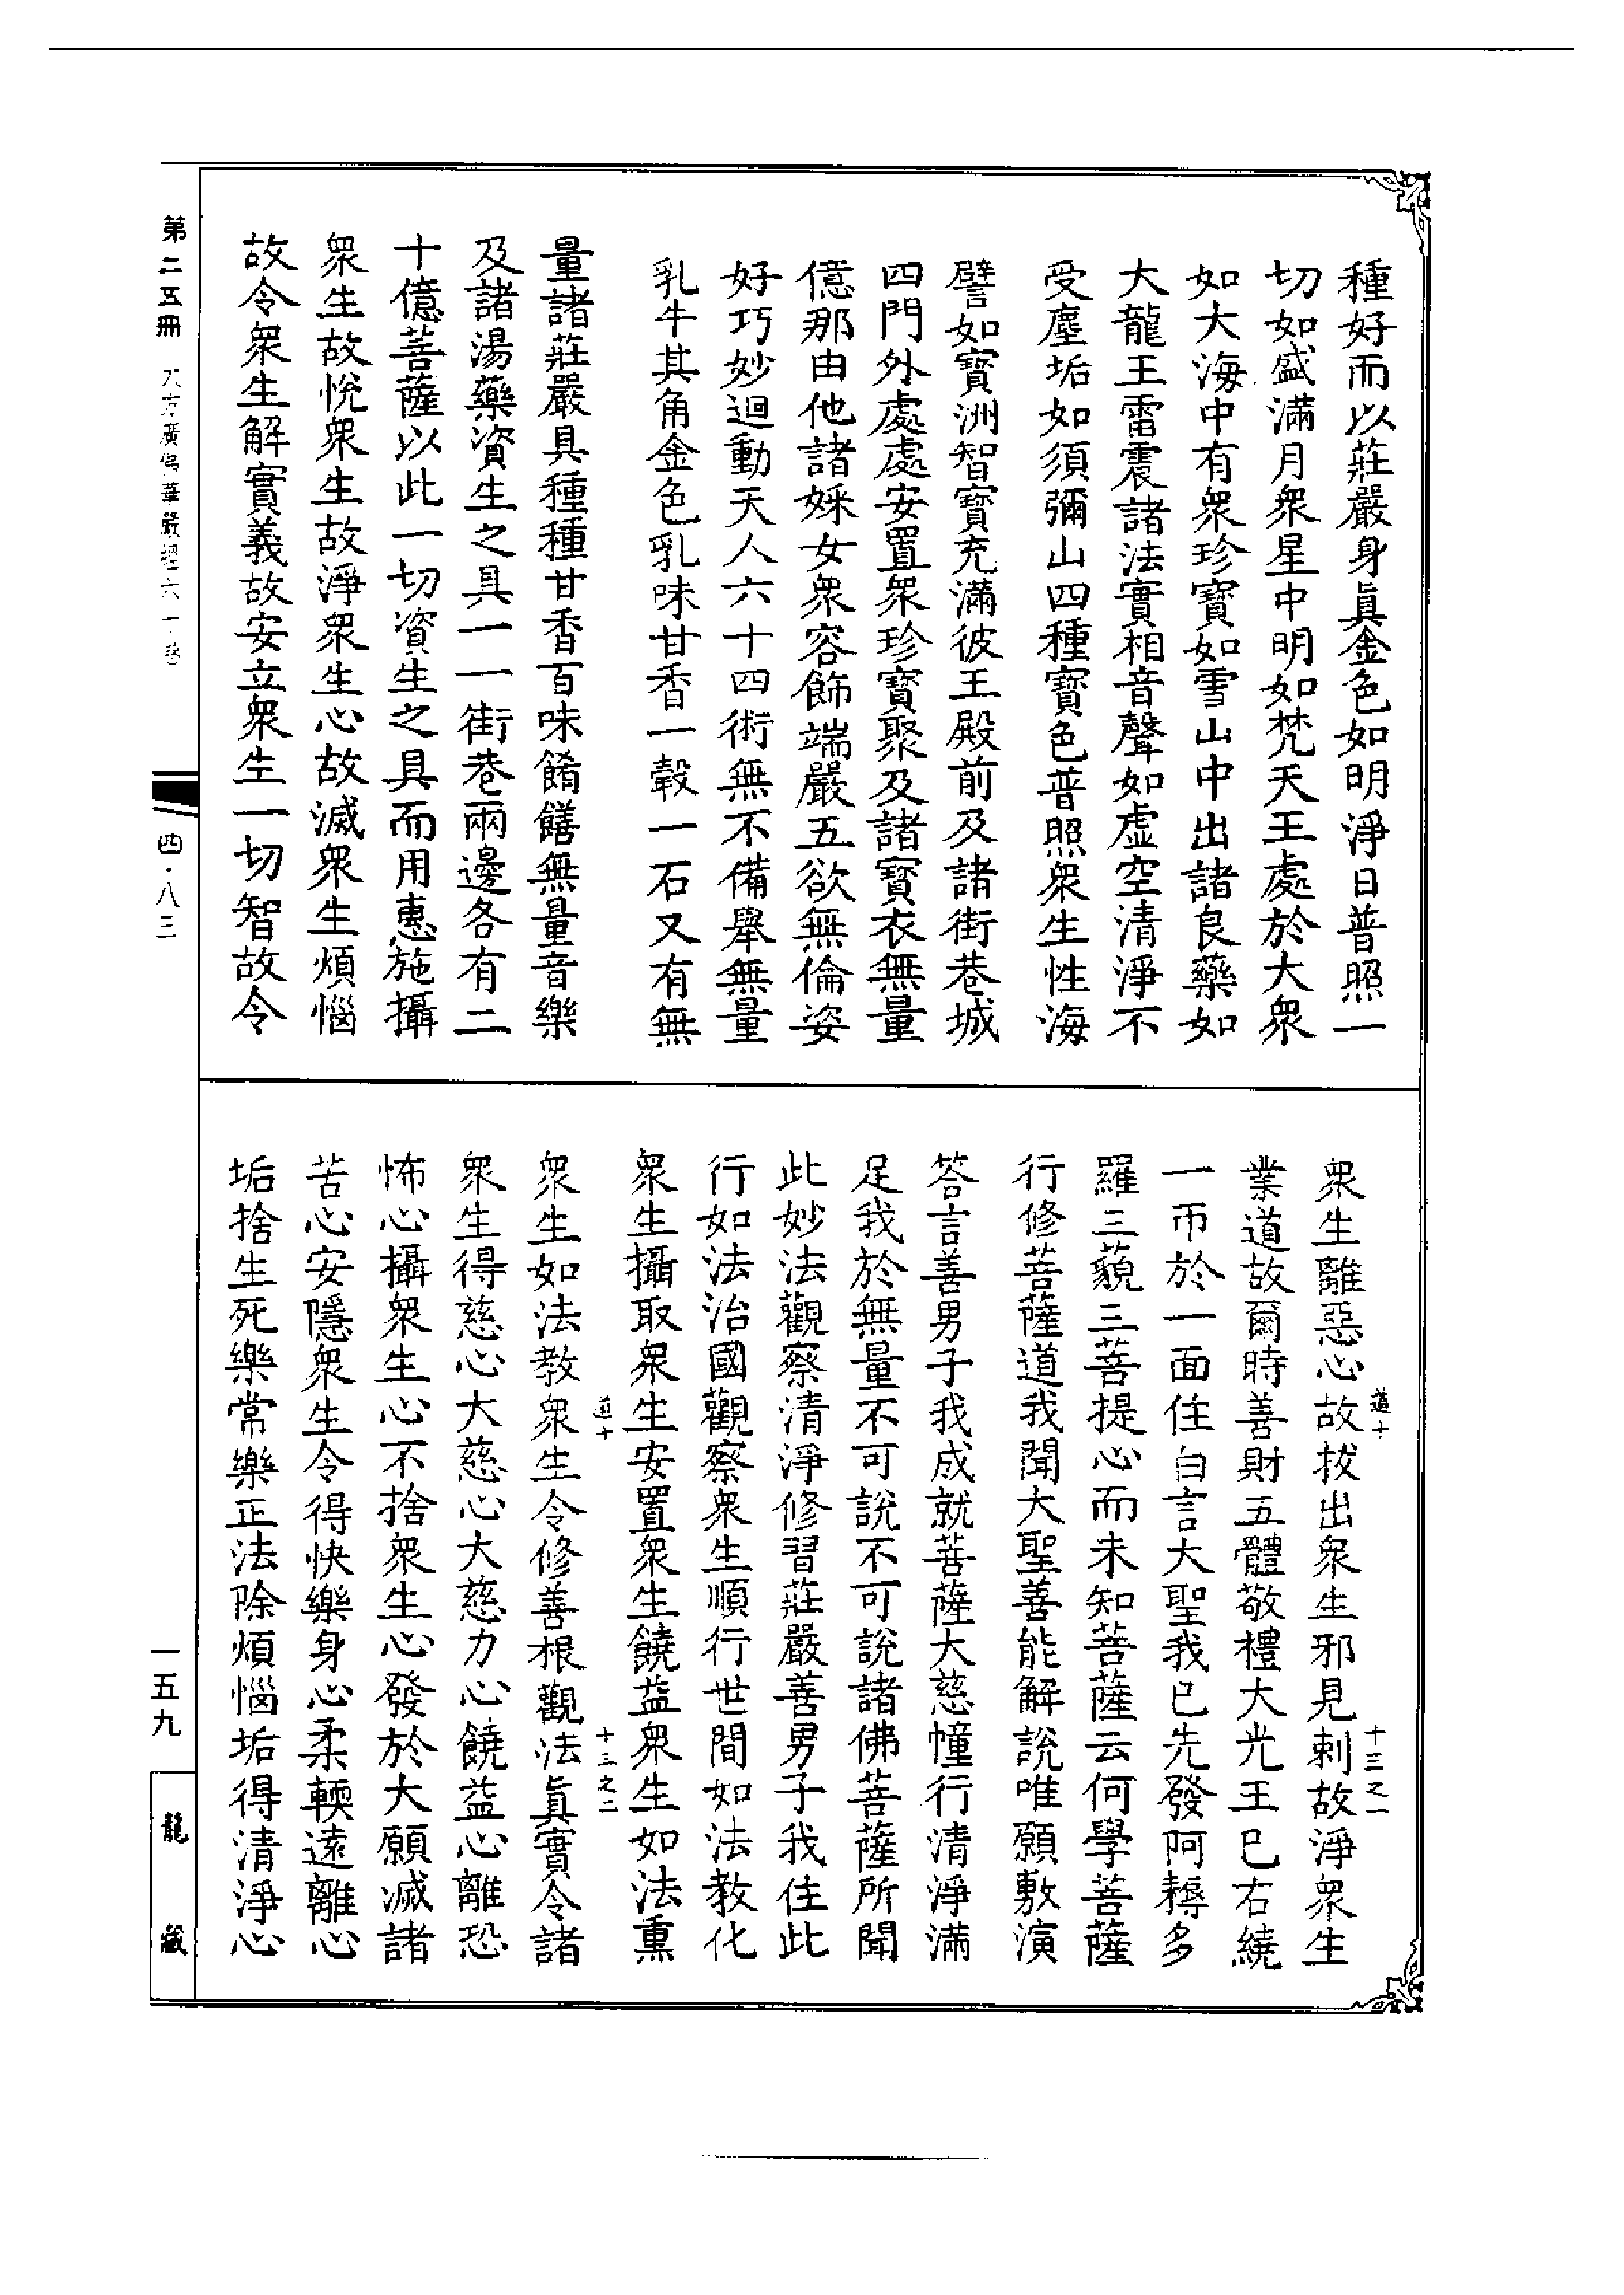 種好而以莊嚴身眞金色如明淨日普照一
切如盛滿月衆星中明如梵天王處於大衆
如大海中有衆珍寶如雪山中出諸良藥如
大龍王雷震諸法實相音聲如虛空清淨不
受塵垢如須彌山四種寶色普照衆生性海
譬如寶洲智寶充滿彼王殿前及諸街巷城
四門外處處安置衆珍寶聚及諸寳衣無量
億那由他諸婇女衆容飾端嚴五欲無倫姿
好巧妙迴動天人六十四術無不備舉無量
乳牛其角金色乳味甘香一㝅一石又有無
量諸莊嚴具種種甘香百味餚饍無量音樂
及諸湯藥資生之具一一街巷兩邊各有二
十億菩薩以此一切資生之具而用惠施攝
衆生故悅衆生故淨衆生心故滅衆生煩惱
故令衆生解實義故安立衆生一切智故令
衆生離惡心故拔出衆生邪見刺故淨衆生
業道故爾時善財五體敬禮大光王已右繞
一帀於一面住白言大聖我已先發阿耨多
羅三藐三菩提心而未知菩薩云何學菩薩
行修菩薩道我聞大聖善能解說唯願敷演
答言善男子我成就菩薩大慈幢行清淨滿
足我於無量不可說不可說諸佛菩薩所聞
此妙法觀察清淨修習莊嚴善男子我住此
行如法治國觀察衆生順行世間如法教化
衆生攝取衆生安置衆生饒益衆生如法熏
衆生如法教衆生令修善根觀法眞實令諸
衆生得慈心大慈心大慈力心饒益心離恐
怖心攝衆生心不捨衆生心發於大願滅諸
苦心安隱衆生令得快樂身心柔輭遠離心
垢捨生死樂常樂正法除煩惱垢得清淨心
道十
十三之一
道十
十三之二
第二五冊
大方廣佛華嚴經六十卷
四・八三
一五九
龍藏